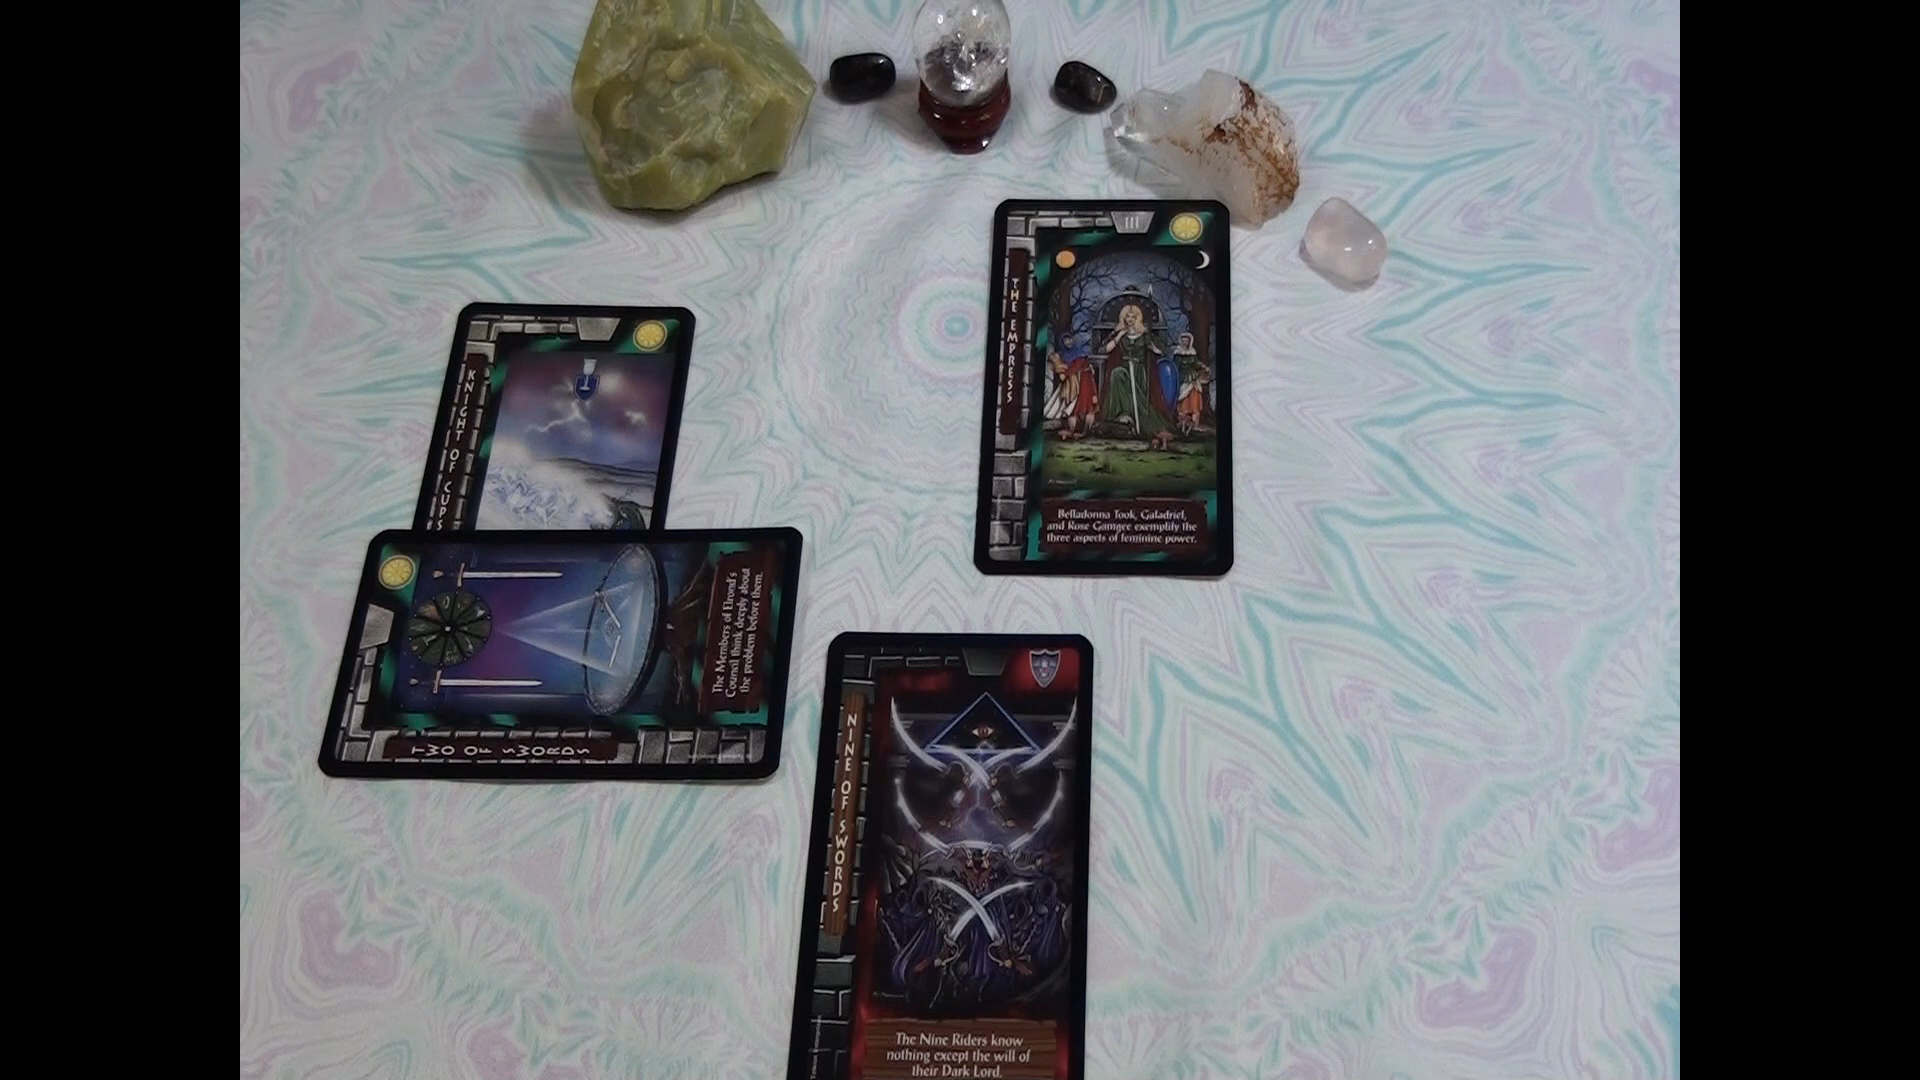 III
THE EMPRESS
Belladonna Took, Galadriel,
and Rose Gamgee exemplify the
three aspects of feminine power.
KNIGHT OF CUPS
The Members of Elrond's
Council think deeply about
the problem before them.
TWO OF SWORDS
NINE OF SWORDS
The Nine Riders know
nothing except the will of
their Dark Lord.